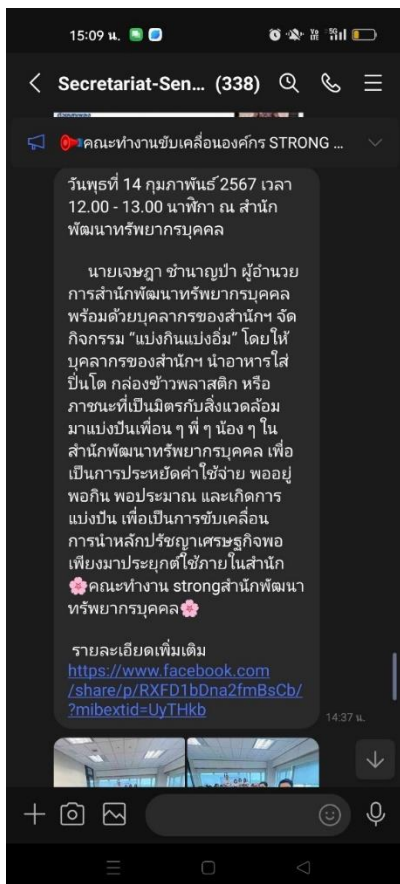 15:09 น.
Secretariat-Sen... (338)
คณะทำงานขับเคลื่อนองค์กร STRONG ...
วันพุธที่ 14 กุมภาพันธ์ 2567 เวลา
12.00 - 13.00 นาฬิกา ณ สำนัก
พัฒนาทรัพยากรบุคคล
นายเจษฎา ชำนาญป่า ผู้อำนวย
การสำนักพัฒนาทรัพยากรบุคคล
พร้อมด้วยบุคลากรของสำนักฯ จัด
กิจกรรม “แบ่งกินแบ่งอิ่ม” โดยให้
บุคลากรของสำนักฯ นำอาหารใส่
ปิ่นโต กล่องข้าวพลาสติก หรือ
ภาชนะที่เป็นมิตรกับสิ่งแวดล้อม
มาแบ่งปันเพื่อน ๆ พี่ ๆ น้อง ๆ ใน
สำนักพัฒนาทรัพยากรบุคคล เพื่อ
เป็นการประหยัดค่าใช้จ่าย พออยู่
พอกิน พอประมาณ และเกิดการ
แบ่งปัน เพื่อเป็นการขับเคลื่อน
การนำหลักปรัชญาเศรษฐกิจพอ
เพียงมาประยุกต์ใช้ภายในสำนัก
🌸คณะทำงาน strongสำนักพัฒนา
ทรัพยากรบุคคล🌸
รายละเอียดเพิ่มเติม
https://www.facebook.com
/share/p/RXFD1bDna2fmBsCb/
?mibextid=UyTHkb
14:37 น.